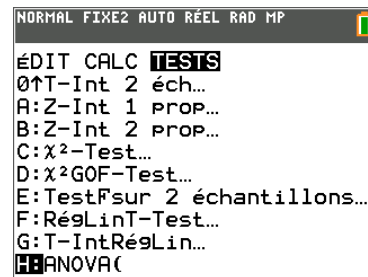 NORMAL FIXE2 AUTO RÉEL RAD MP
éDIT CALC TESTS
0↑T-Int 2 éch…
A:Z-Int 1 prop…
B:Z-Int 2 prop…
C:χ²-Test…
D:χ²GOF-Test…
E:TestFsur 2 échantillons…
F:RégLinT-Test…
G:T-IntRégLin…
H:ANOVA(